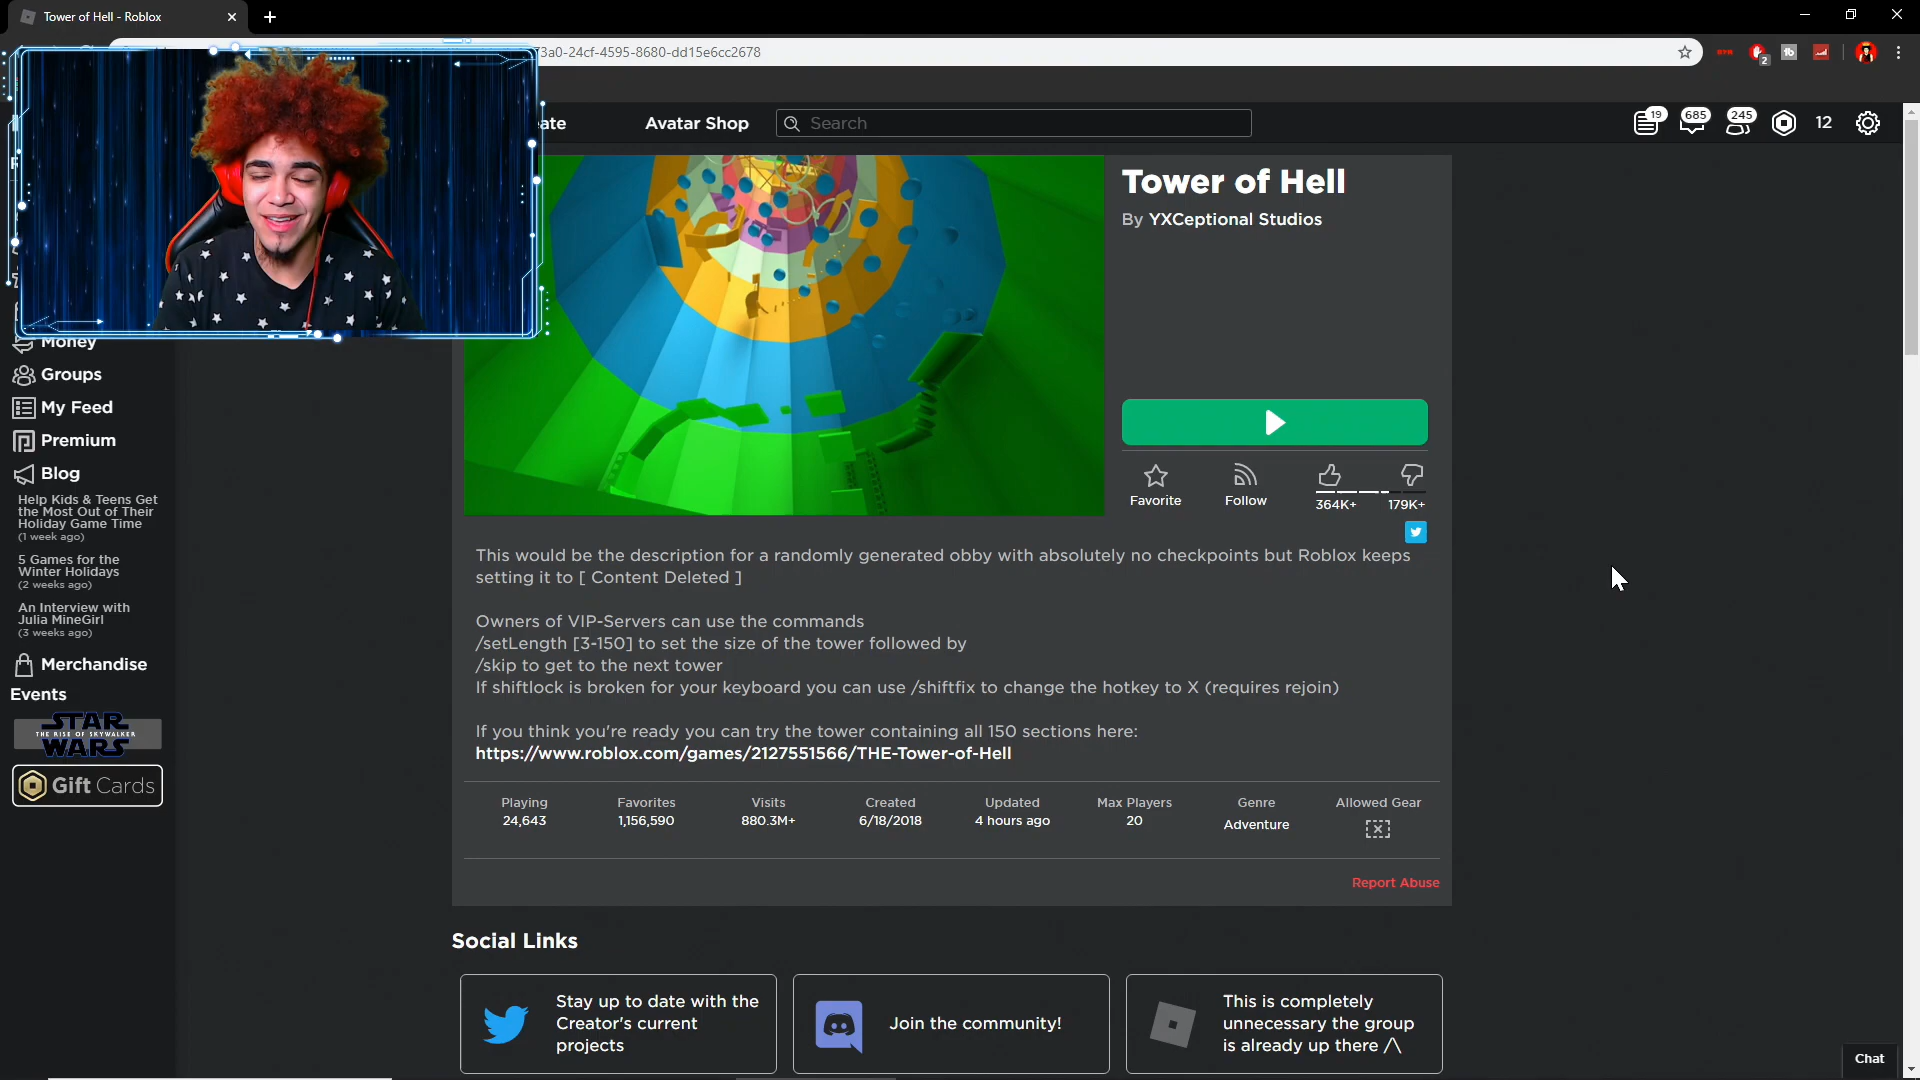 Tower of Hell - Roblox
3a0-24cf-4595-8680-dd15e6cc2678
2
ate
Avatar Shop
Search
19
685
245
12
Tower of Hell
By YXCeptional Studios
Money
Groups
My Feed
Premium
Blog
Help Kids & Teens Get
the Most Out of Their
Holiday Game Time
(1 week ago)
5 Games for the
Winter Holidays
(2 weeks ago)
An Interview with
Julia MineGirl
(3 weeks ago)
Merchandise
Events
STAR
THE RISE OF SKYWALKER
WARS
Gift Cards
Favorite
Follow
364K+
179K+
This would be the description for a randomly generated obby with absolutely no checkpoints but Roblox keeps
setting it to [ Content Deleted ]
Owners of VIP-Servers can use the commands
/setLength [3-150] to set the size of the tower followed by
/skip to get to the next tower
If shiftlock is broken for your keyboard you can use /shiftfix to change the hotkey to X (requires rejoin)
If you think you're ready you can try the tower containing all 150 sections here:
https://www.roblox.com/games/2127551566/THE-Tower-of-Hell
Playing
24,643
Favorites
1,156,590
Visits
880.3M+
Created
6/18/2018
Updated
4 hours ago
Max Players
20
Genre
Adventure
Allowed Gear
Report Abuse
Social Links
Stay up to date with the
Creator's current
projects
Join the community!
This is completely
unnecessary the group
is already up there /\
Chat